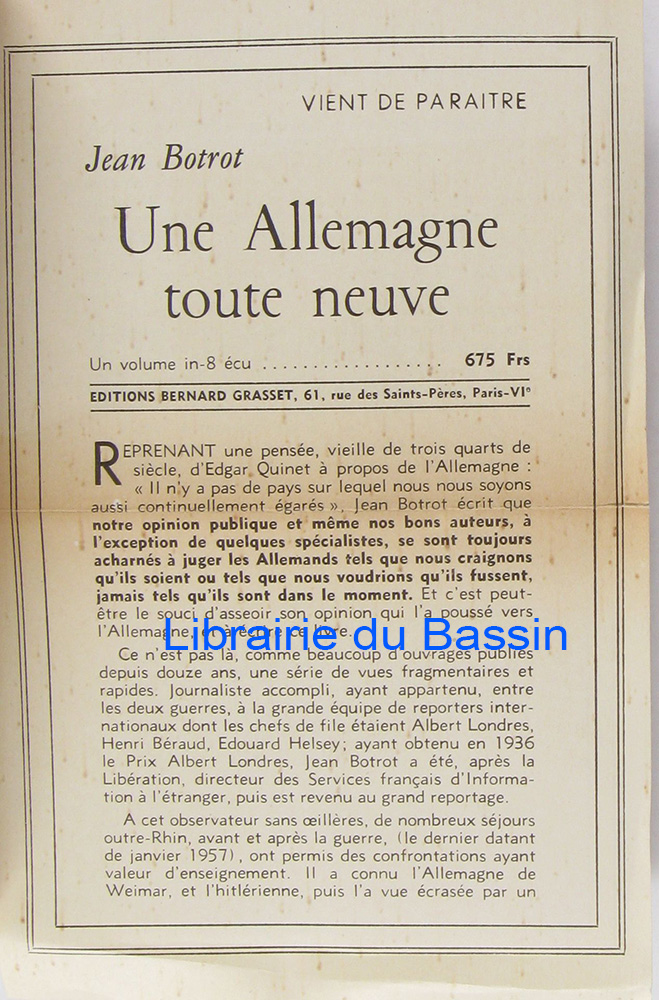 VIENT DE PARAITRE
Jean Botrot
Une Allemagne
toute neuve
Un volume in-8 écu .................. 675 Frs
EDITIONS BERNARD GRASSET, 61, rue des Saints-Pères, Paris-VIe
REPRENANT une pensée, vieille de trois quarts de
siècle, d'Edgar Quinet à propos de l'Allemagne :
« Il n'y a pas de pays sur lequel nous nous soyons
aussi continuellement égarés », Jean Botrot écrit que
notre opinion publique et même nos bons auteurs, à
l'exception de quelques spécialistes, se sont toujours
acharnés à juger les Allemands tels que nous craignons
qu'ils soient ou tels que nous voudrions qu'ils fussent,
jamais tels qu'ils sont dans le moment. Et c'est peut-
être le souci d'asseoir son opinion qui l'a poussé vers
l'Allemagne, et à écrire ce livre.
Librairie du Bassin
Ce n'est pas là, comme beaucoup d'ouvrages publiés
depuis douze ans, une série de vues fragmentaires et
rapides. Journaliste accompli, ayant appartenu, entre
les deux guerres, à la grande équipe de reporters inter-
nationaux dont les chefs de file étaient Albert Londres,
Henri Béraud, Edouard Helsey; ayant obtenu en 1936
le Prix Albert Londres, Jean Botrot a été, après la
Libération, directeur des Services français d'Informa-
tion à l'étranger, puis est revenu au grand reportage.
A cet observateur sans œillères, de nombreux séjours
outre-Rhin, avant et après la guerre, (le dernier datant
de janvier 1957), ont permis des confrontations ayant
valeur d'enseignement. Il a connu l'Allemagne de
Weimar, et l'hitlérienne, puis l'a vue écrasée par un